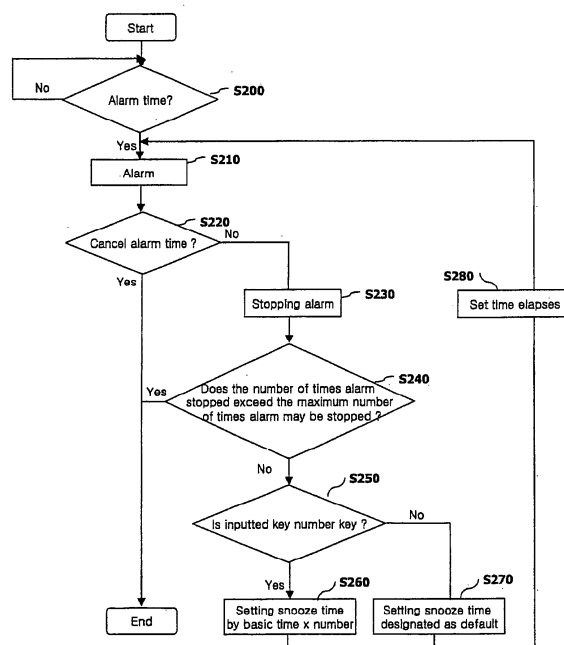 Start
No
Alarm time?
S200
Yes
S210
Alarm
S220
Cancel alarm time ?
No
Yes
S230
Stopping alarm
S280
Set time elapses
S240
Yes
Does the number of times alarm
stopped exceed the maximum number
of times alarm may be stopped ?
No
S250
Is inputted key number key ?
No
Yes
S260
Setting snooze time
by basic time x number
S270
Setting snooze time
designated as default
End